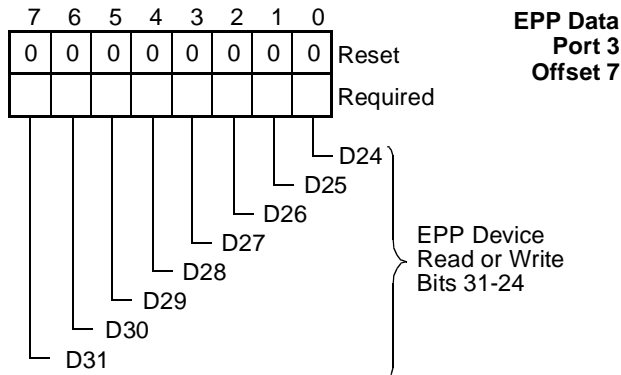 7 6 5 4 3 2 1 0
EPP Data
Port 3
Offset 7
0 0 0 0 0 0 0 0 Reset
Required
D24
D25
D26
D27
D28
D29
D30
D31
EPP Device
Read or Write
Bits 31-24